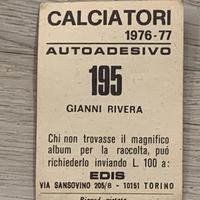 CALCIATORI
1976-77
AUTOADESIVO
195
GIANNI RIVERA
Chi non trovasse il magnifico
album per la raccolta, può
richiederlo inviando L. 100 a:
EDIS
VIA SANSOVINO 205/8 - 10151 TORINO